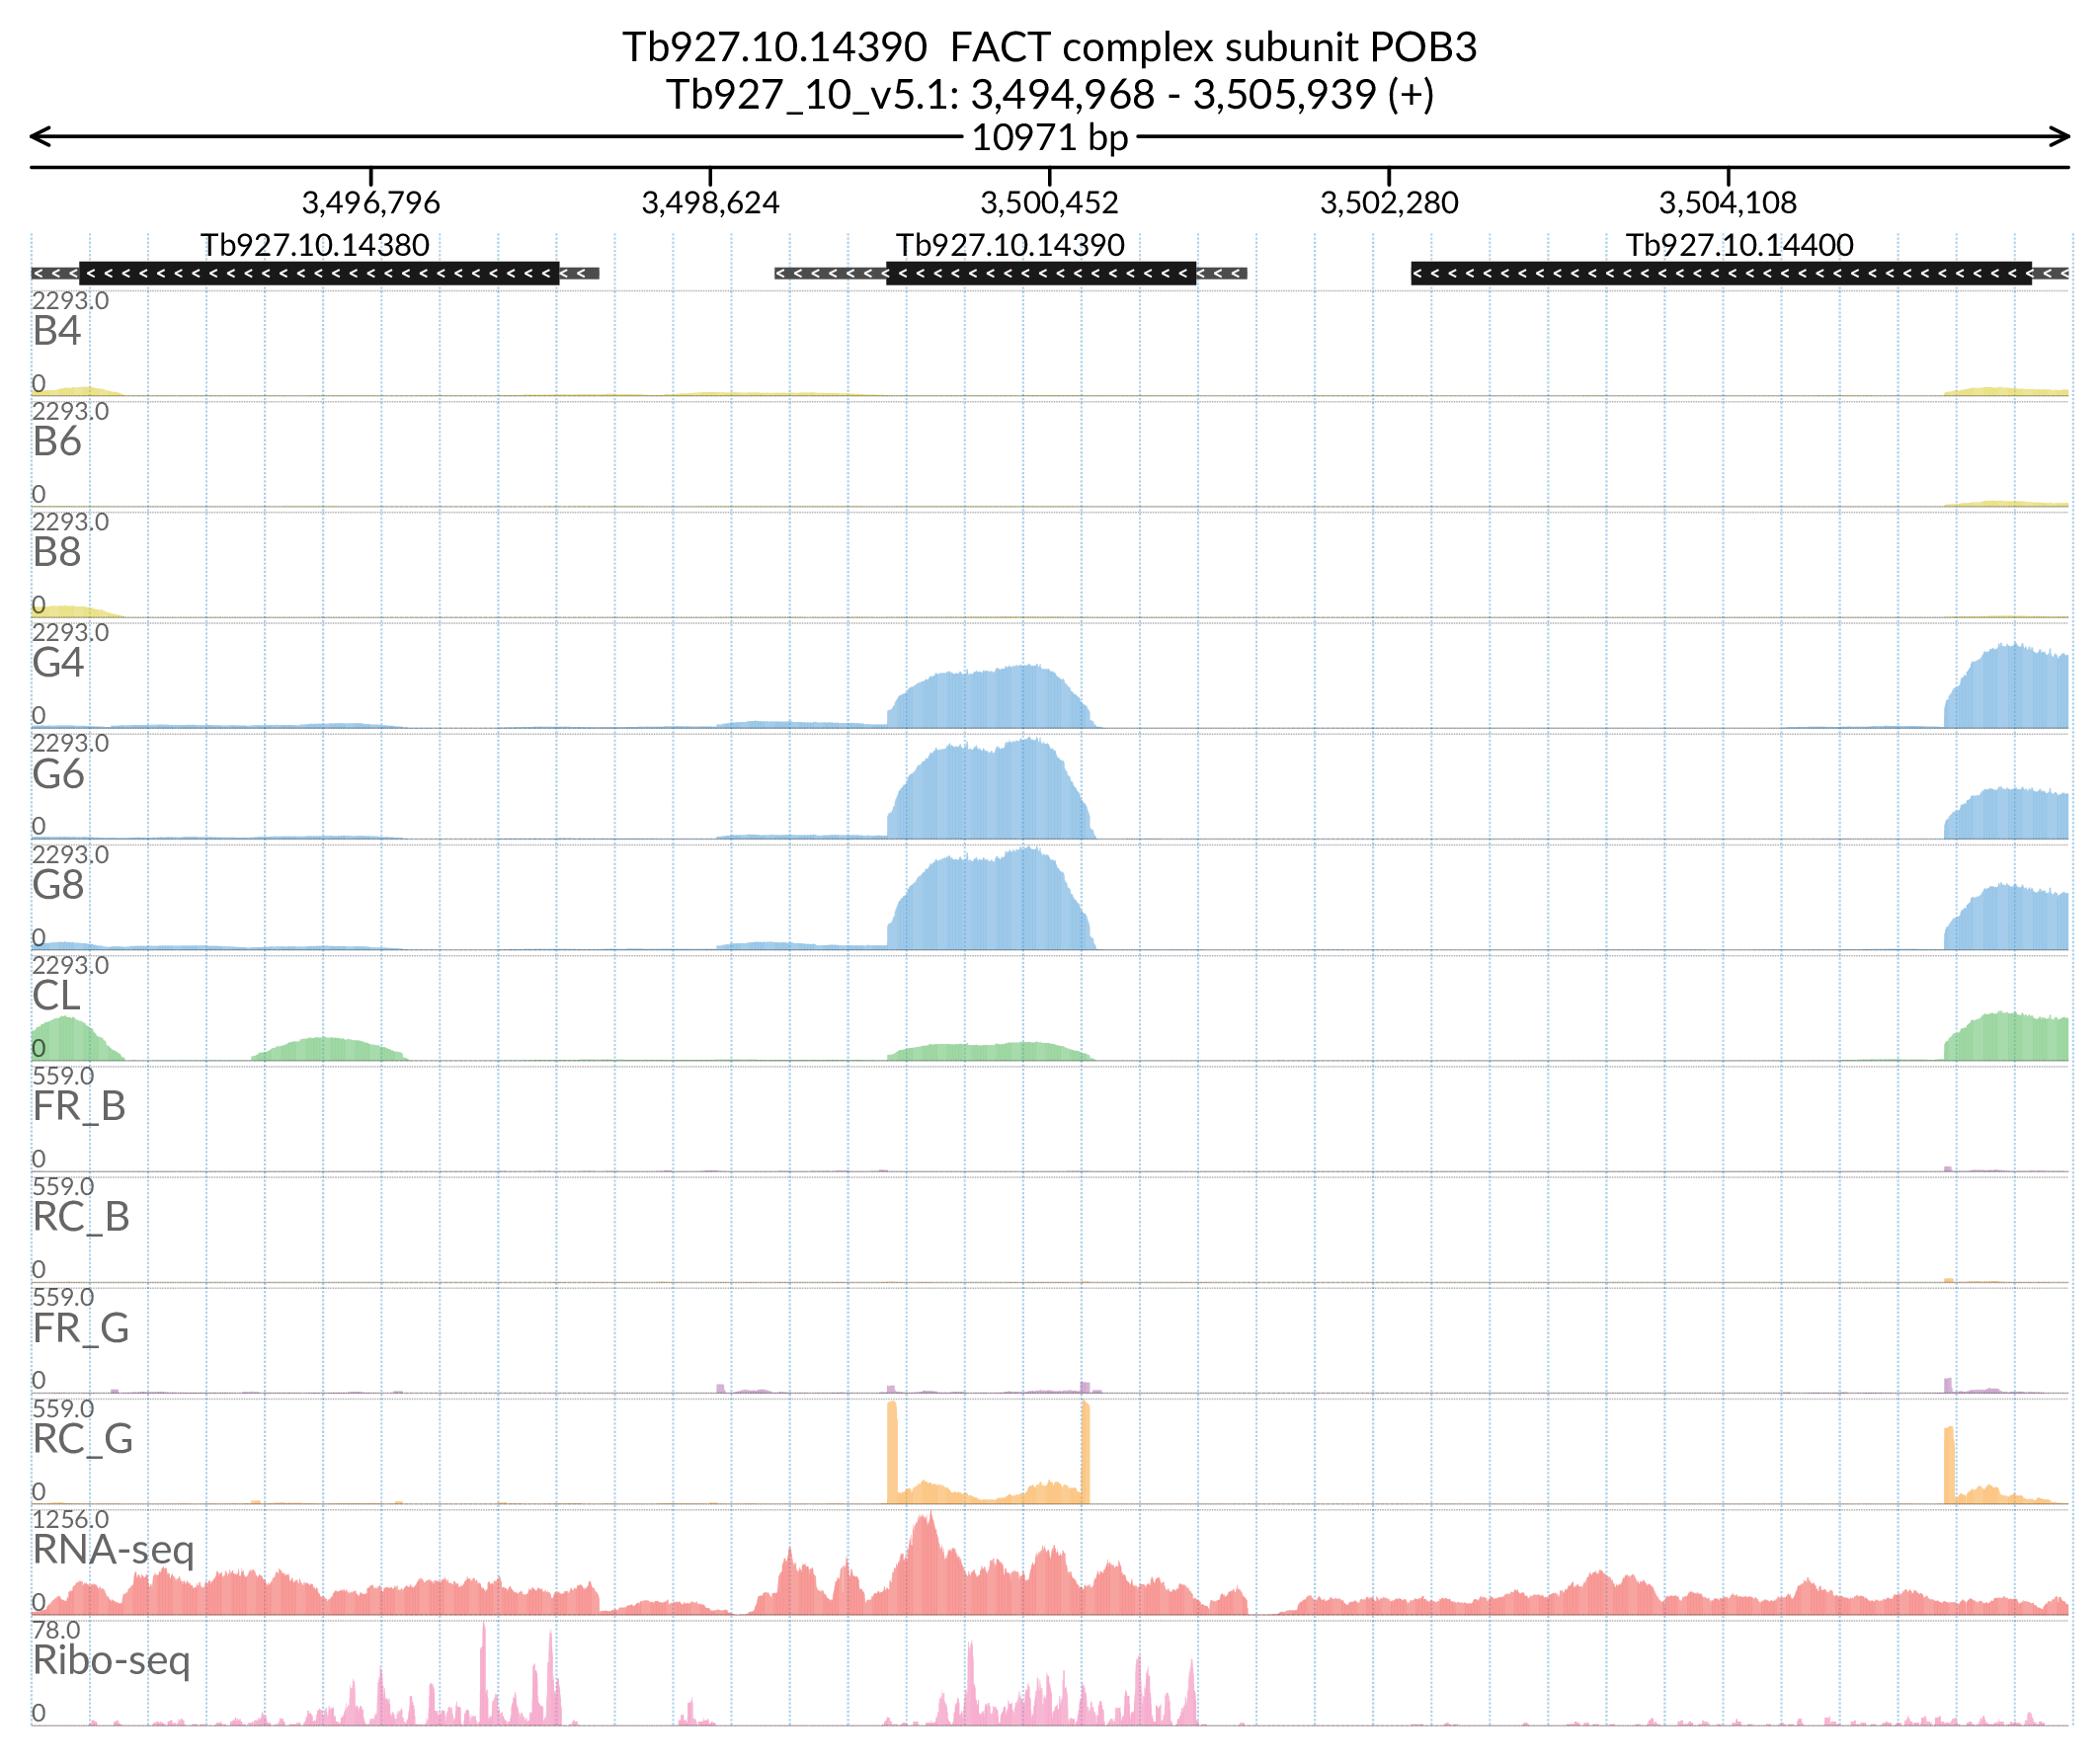 Tb927.10.14390  FACT complex subunit POB3
Tb927_10_v5.1: 3,494,968 - 3,505,939 (+)
10971 bp
3,496,796 3,498,624 3,500,452 3,502,280 3,504,108
Tb927.10.14380 Tb927.10.14390 Tb927.10.14400
2293.0
B4
0
2293.0
B6
0
2293.0
B8
0
2293.0
G4
0
2293.0
G6
0
2293.0
G8
0
2293.0
CL
0
559.0
FR_B
0
559.0
RC_B
0
559.0
FR_G
0
559.0
RC_G
0
1256.0
RNA-seq
0
78.0
Ribo-seq
0